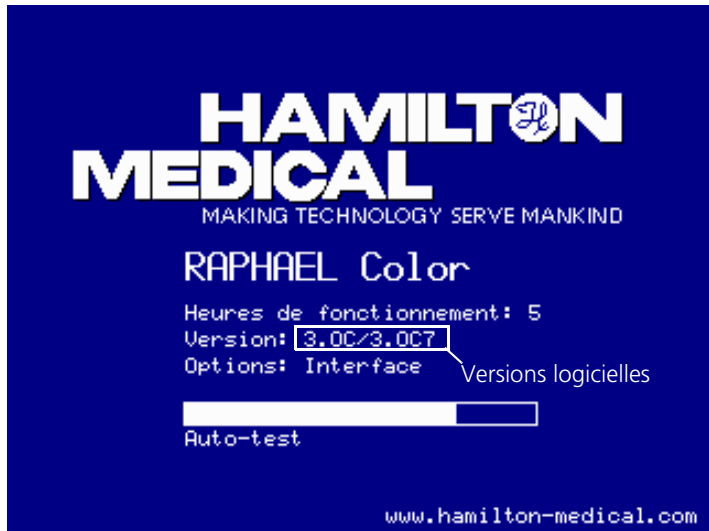 HAMILTON
MEDICAL
MAKING TECHNOLOGY SERVE MANKIND
RAPHAEL Color
Heures de fonctionnement: 5
Version: 3.0C/3.0C7
Options: Interface
Versions logicielles
Auto-test
www.hamilton-medical.com